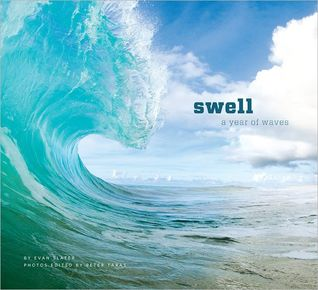 swell
a year of waves
BY EVAN SLATER
PHOTOS EDITED BY PETER TARAS